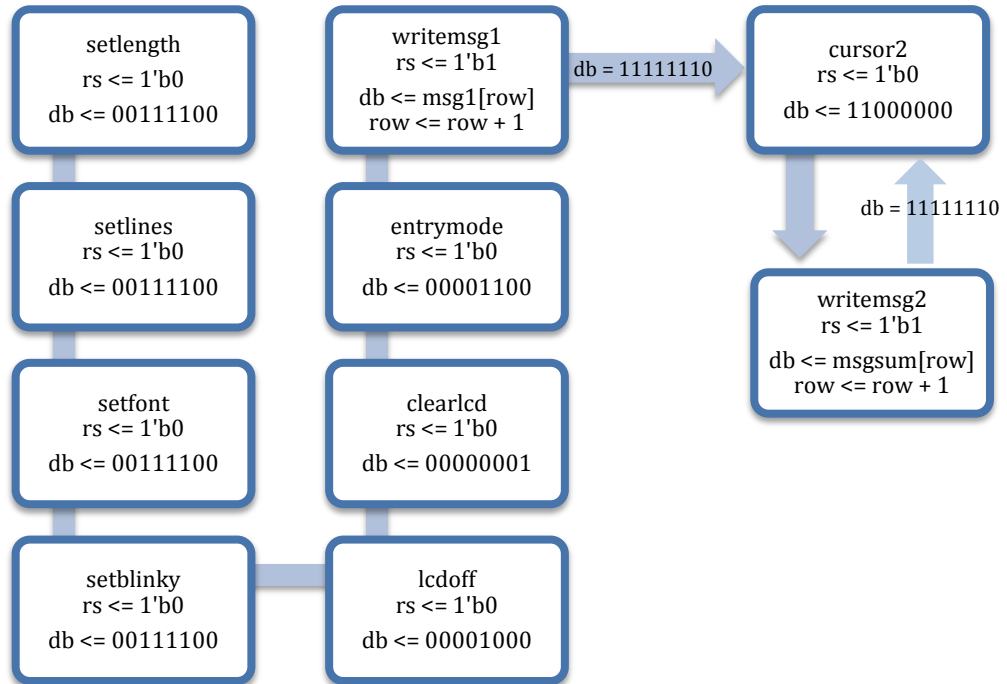 setlength
rs <= 1'b0
db <= 00111100
setlines
rs <= 1'b0
db <= 00111100
setfont
rs <= 1'b0
db <= 00111100
setblinky
rs <= 1'b0
db <= 00111100
lcdoff
rs <= 1'b0
db <= 00001000
clearlcd
rs <= 1'b0
db <= 00000001
entrymode
rs <= 1'b0
db <= 00001100
writemsg1
rs <= 1'b1
db <= msg1[row]
row <= row + 1
db = 11111110
cursor2
rs <= 1'b0
db <= 11000000
db = 11111110
writemsg2
rs <= 1'b1
db <= msgsum[row]
row <= row + 1